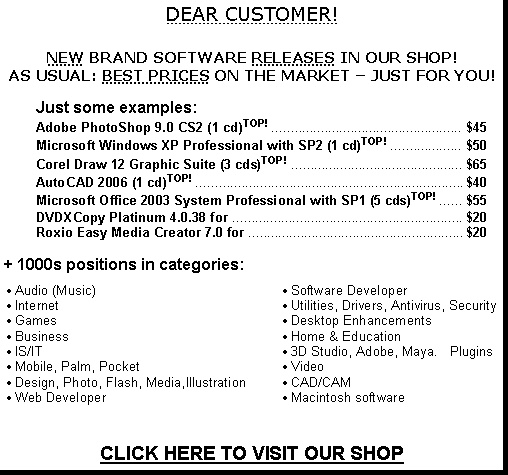 DEAR CUSTOMER!
NEW BRAND SOFTWARE RELEASES IN OUR SHOP!
AS USUAL: BEST PRICES ON THE MARKET – JUST FOR YOU!
Just some examples:
Adobe PhotoShop 9.0 CS2 (1 cd)TOP! ................................................ $45
Microsoft Windows XP Professional with SP2 (1 cd)TOP! .................. $50
Corel Draw 12 Graphic Suite (3 cds)TOP! ........................................... $65
AutoCAD 2006 (1 cd)TOP! ................................................................... $40
Microsoft Office 2003 System Professional with SP1 (5 cds)TOP! ...... $55
DVDXCopy Platinum 4.0.38 for .......................................................... $20
Roxio Easy Media Creator 7.0 for ...................................................... $20
+ 1000s positions in categories:
• Audio (Music)
• Internet
• Games
• Business
• IS/IT
• Mobile, Palm, Pocket
• Design, Photo, Flash, Media,Illustration
• Web Developer
• Software Developer
• Utilities, Drivers, Antivirus, Security
• Desktop Enhancements
• Home & Education
• 3D Studio, Adobe, Maya. Plugins
• Video
• CAD/CAM
• Macintosh software
CLICK HERE TO VISIT OUR SHOP